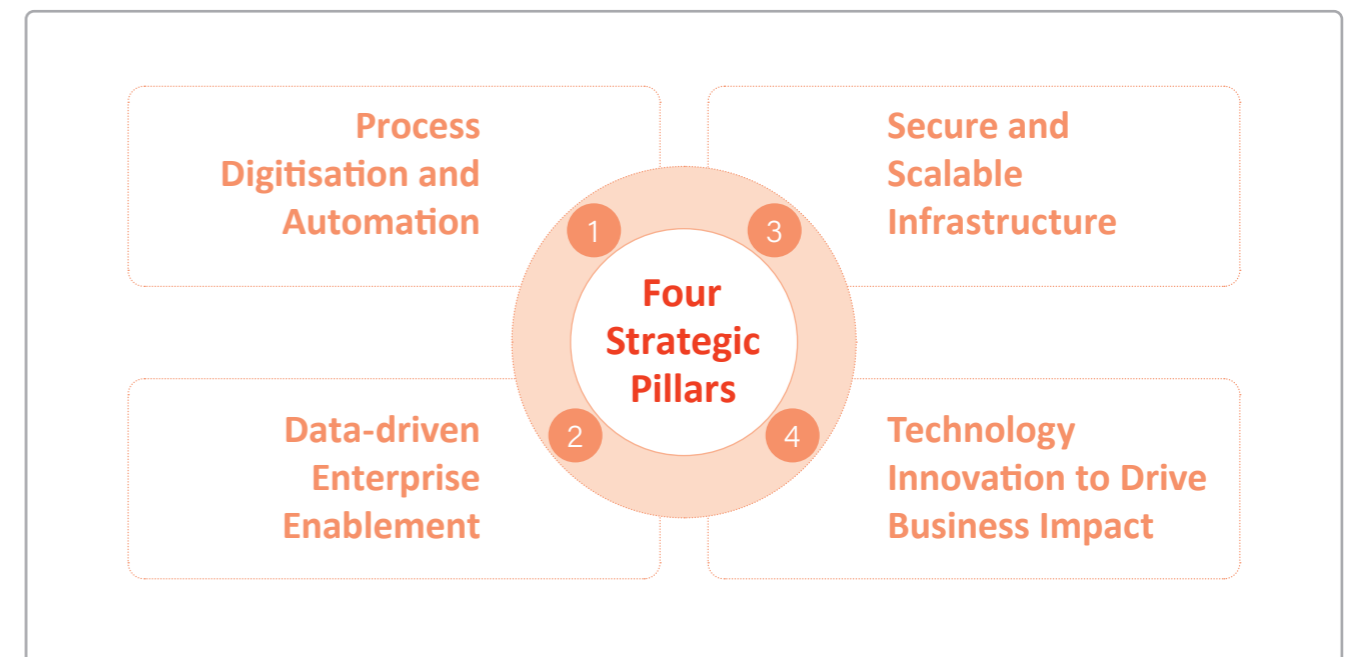 Process
Digitisation and
Automation
1
Data-driven
Enterprise
Enablement
2
Four
Strategic
Pillars
Secure and
Scalable
Infrastructure
3
Technology
Innovation to Drive
Business Impact
4